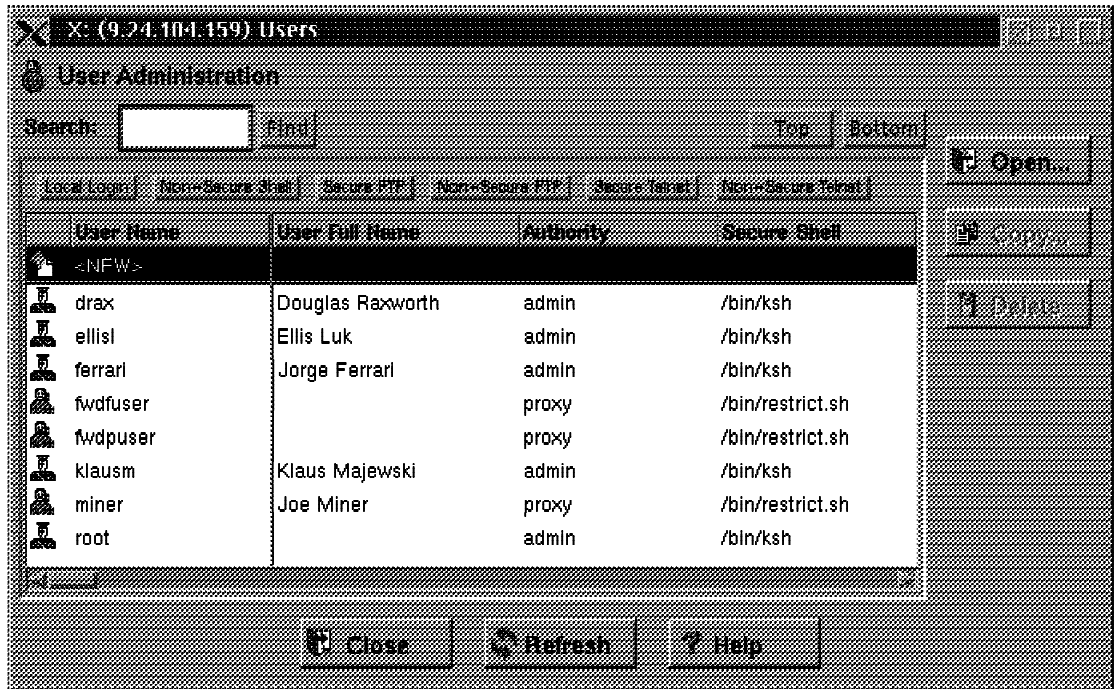 X: (9.24.104.159) Users
User Administration
Search: Find Top Bottom
Open...
Local Login Non-Secure Shell Secure FTP Non-Secure FTP Secure Telnet Non-Secure Telnet
User Name User Full Name Authority Secure Shell
Copy...
<NEW>
drax Douglas Raxworth admin /bin/ksh
Delete
ellisl Ellis Luk admin /bin/ksh
ferrari Jorge Ferrari admin /bin/ksh
fwdfuser proxy /bin/restrict.sh
fwdpuser proxy /bin/restrict.sh
klausm Klaus Majewski admin /bin/ksh
miner Joe Miner proxy /bin/restrict.sh
root admin /bin/ksh
Close Refresh Help